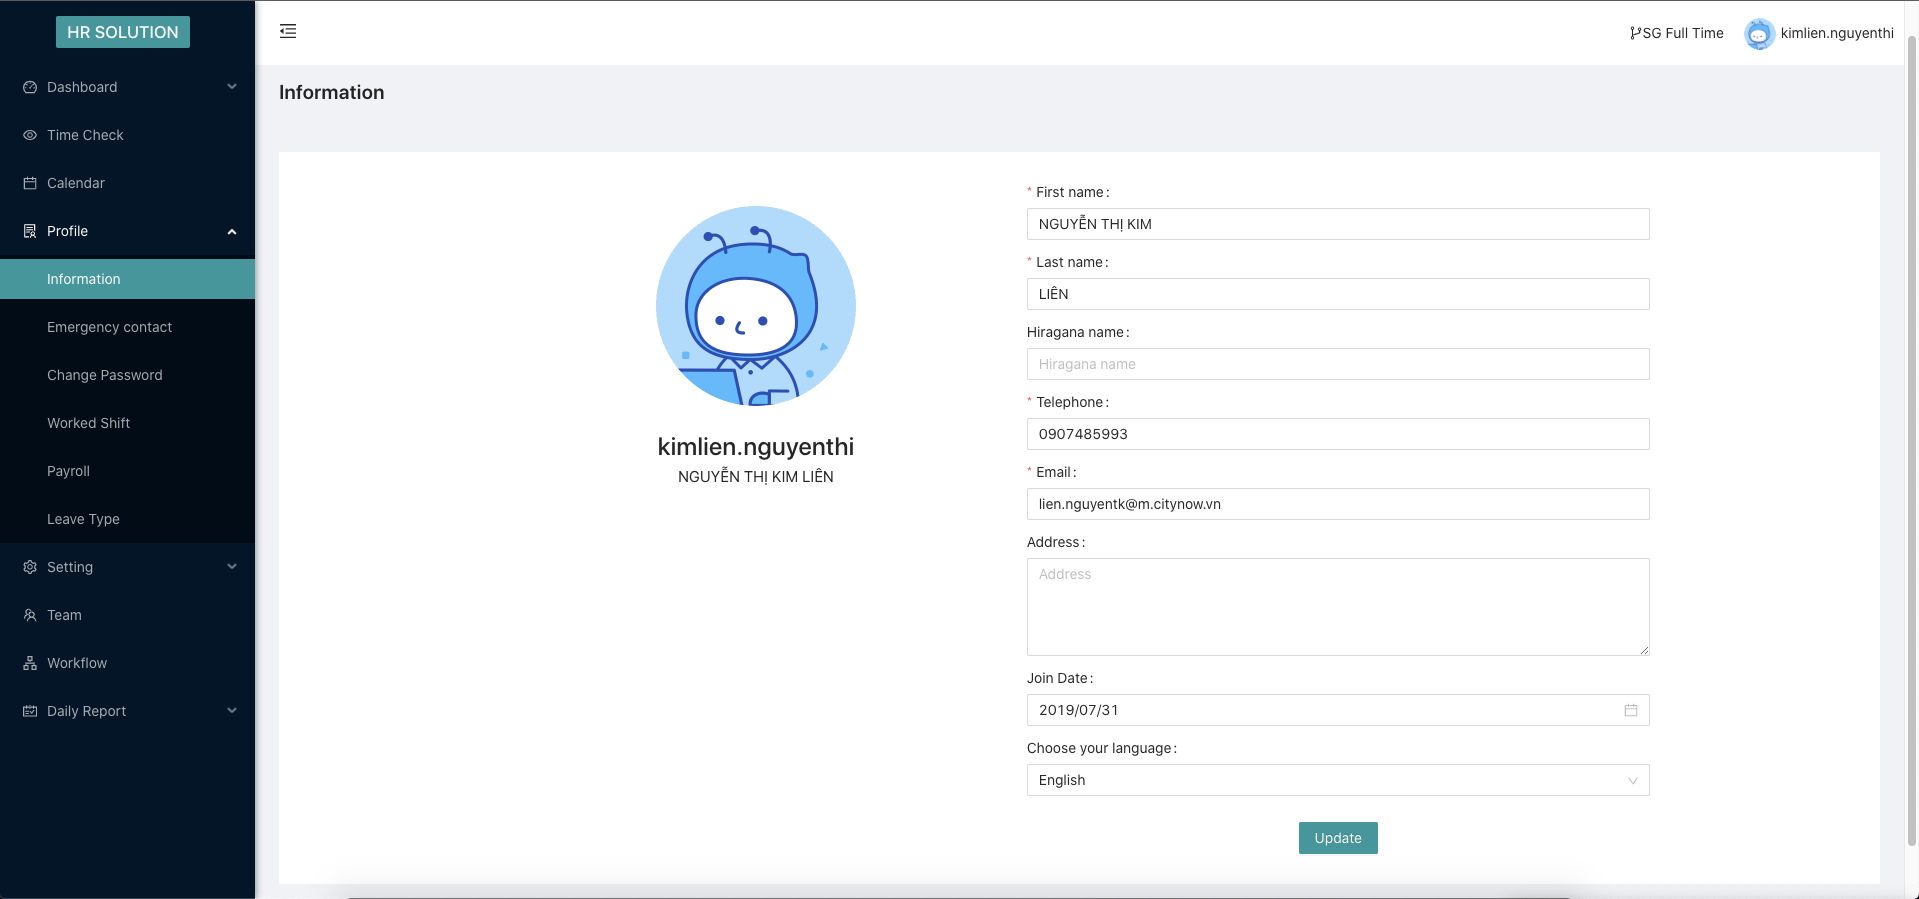 HR SOLUTION
SG Full Time
kimlien.nguyenthi
Dashboard
Time Check
Calendar
Profile
Information
Emergency contact
Change Password
Worked Shift
Payroll
Leave Type
Setting
Team
Workflow
Daily Report
Information
kimlien.nguyenthi
NGUYỄN THỊ KIM LIÊN
* First name :
NGUYỄN THỊ KIM
* Last name :
LIÊN
Hiragana name :
Hiragana name
* Telephone :
0907485993
* Email :
lien.nguyentk@m.citynow.vn
Address :
Address
Join Date :
2019/07/31
Choose your language :
English
Update